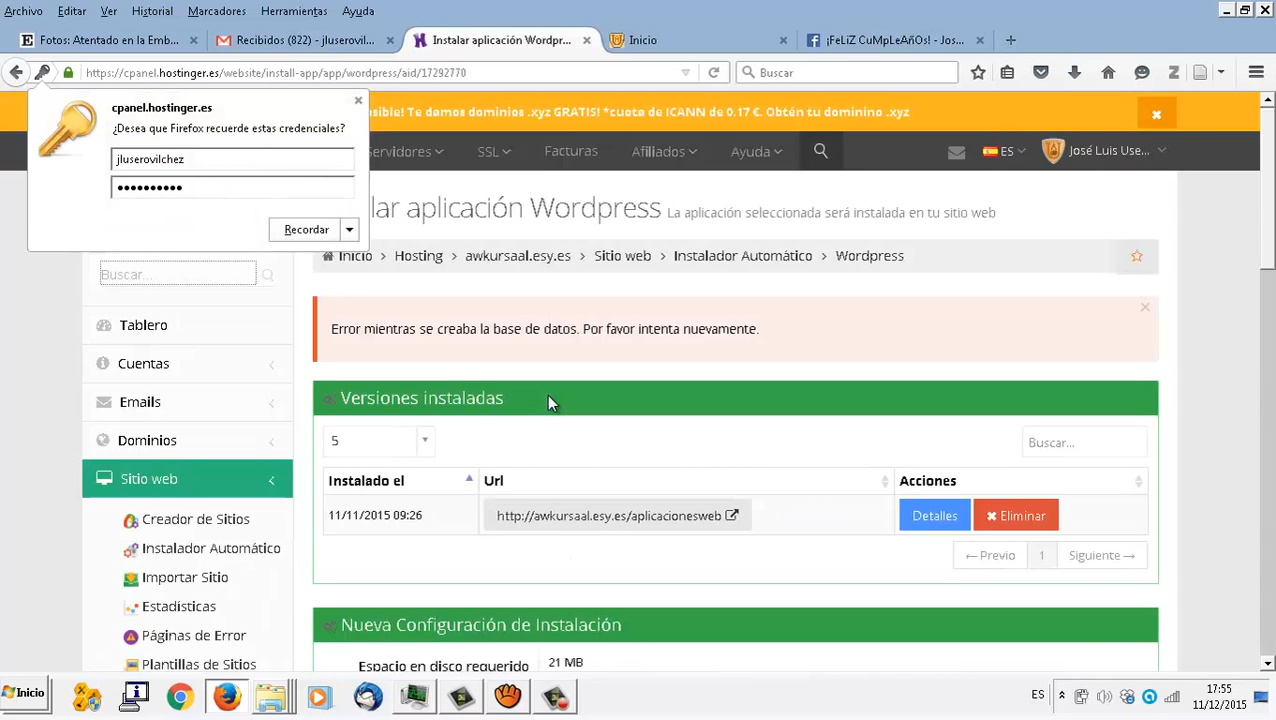 Archivo Editar Ver Historial Marcadores Herramientas Ayuda
Fotos: Atentado en la Emb... Recibidos (822) - jluserovil... Instalar aplicación Wordpr... Inicio ¡FeLiZ CuMpLeAñOs! - Jos...
https://cpanel.hostinger.es/website/install-app/app/wordpress/aid/17292770 Buscar
cpanel.hostinger.es
¿Desea que Firefox recuerde estas credenciales?
jluserovilchez
••••••••••
Recordar
sible! Te damos dominios .xyz GRATIS! *cuota de ICANN de 0.17 €. Obtén tu dominino .xyz
Servidores SSL Facturas Afiliados Ayuda ES José Luis Use...
lar aplicación Wordpress La aplicación seleccionada será instalada en tu sitio web
Inicio > Hosting > awkursaal.esy.es > Sitio web > Instalador Automático > Wordpress
Buscar...
Tablero
Cuentas
Emails
Dominios
Sitio web
Creador de Sitios
Instalador Automático
Importar Sitio
Estadísticas
Páginas de Error
Plantillas de Sitios
Error mientras se creaba la base de datos. Por favor intenta nuevamente.
Versiones instaladas
5 Buscar...
Instalado el Url Acciones
11/11/2015 09:26 http://awkursaal.esy.es/aplicacionesweb Detalles Eliminar
← Previo 1 Siguiente →
Nueva Configuración de Instalación
Espacio en disco requerido 21 MB
Inicio ES 17:55
11/12/2015